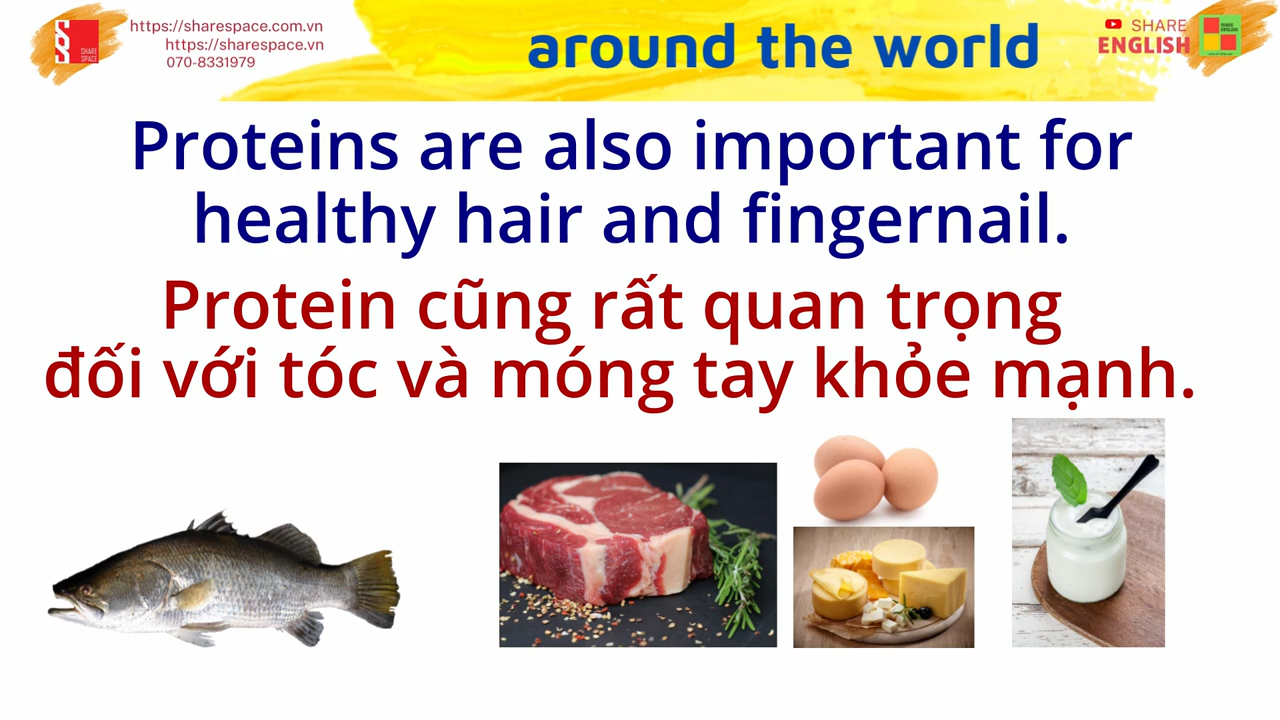 https://sharespace.com.vn
https://sharespace.vn
070-8331979
SHARE
SPACE
around the world
SHARE
ENGLISH
Proteins are also important for
healthy hair and fingernail.
Protein cũng rất quan trọng
đối với tóc và móng tay khỏe mạnh.